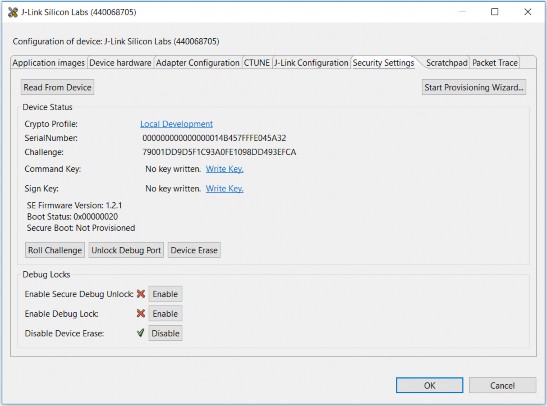 J-Link Silicon Labs (440068705)
Configuration of device: J-Link Silicon Labs (440068705)
Application images Device hardware Adapter Configuration CTUNE J-Link Configuration Security Settings Scratchpad Packet Trace
Read From Device Start Provisioning Wizard...
Device Status
Crypto Profile: Local Development
SerialNumber: 000000000000000014B457FFFE045A32
Challenge: 79001DD9D5F1C93A0FE1098DD493EFCA
Command Key: No key written. Write Key.
Sign Key: No key written. Write Key.
SE Firmware Version: 1.2.1
Boot Status: 0x00000020
Secure Boot: Not Provisioned
Roll Challenge Unlock Debug Port Device Erase
Debug Locks
Enable Secure Debug Unlock: Enable
Enable Debug Lock: Enable
Disable Device Erase: Disable
OK Cancel